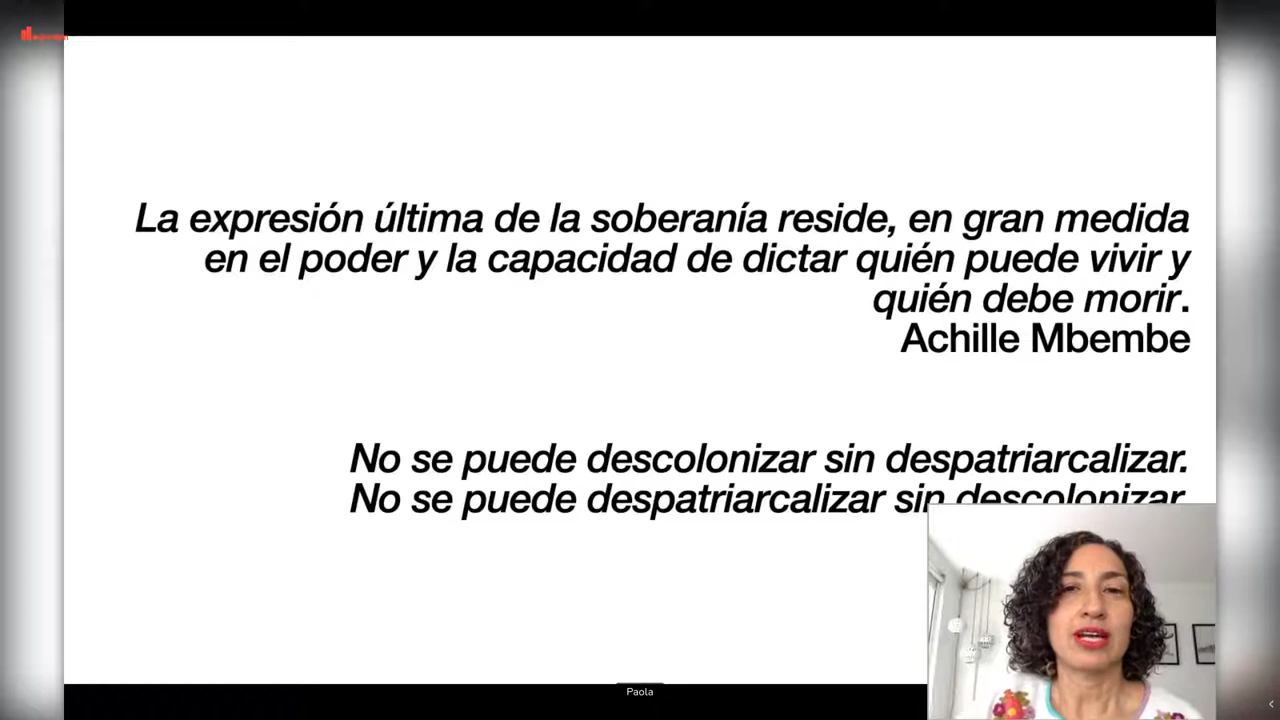 La expresión última de la soberanía reside, en gran medida
en el poder y la capacidad de dictar quién puede vivir y
quién debe morir.
Achille Mbembe
No se puede descolonizar sin despatriarcalizar.
No se puede despatriarcalizar sin descolonizar.
Paola